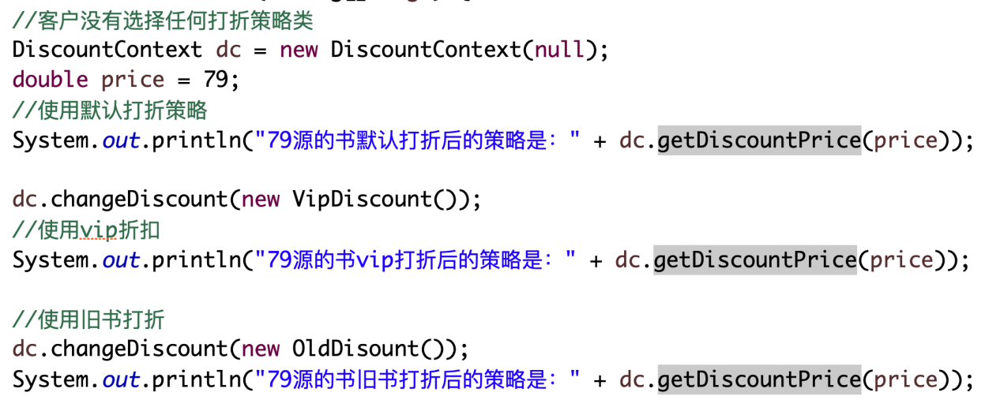 //客户没有选择任何打折策略类
DiscountContext dc = new DiscountContext(null);
double price = 79;
//使用默认打折策略
System.out.println("79源的书默认打折后的策略是：" + dc.getDiscountPrice(price));
dc.changeDiscount(new VipDiscount());
//使用vip折扣
System.out.println("79源的书vip打折后的策略是：" + dc.getDiscountPrice(price));
//使用旧书打折
dc.changeDiscount(new OldDisount());
System.out.println("79源的书旧书打折后的策略是：" + dc.getDiscountPrice(price));